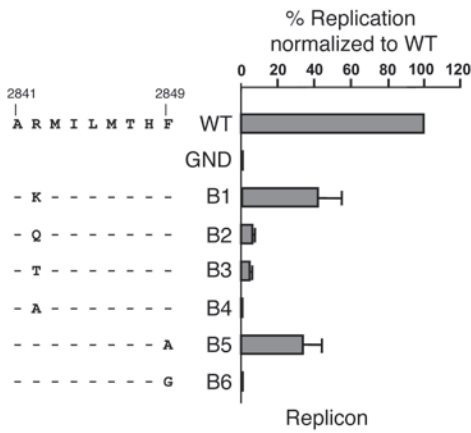 % Replication
normalized to WT
0 20 40 60 80 100 120
2841 2849
A R M I L M T H F WT
GND
- K - - - - - - - B1
- Q - - - - - - - B2
- T - - - - - - - B3
- A - - - - - - - B4
- - - - - - - - A B5
- - - - - - - - G B6
Replicon